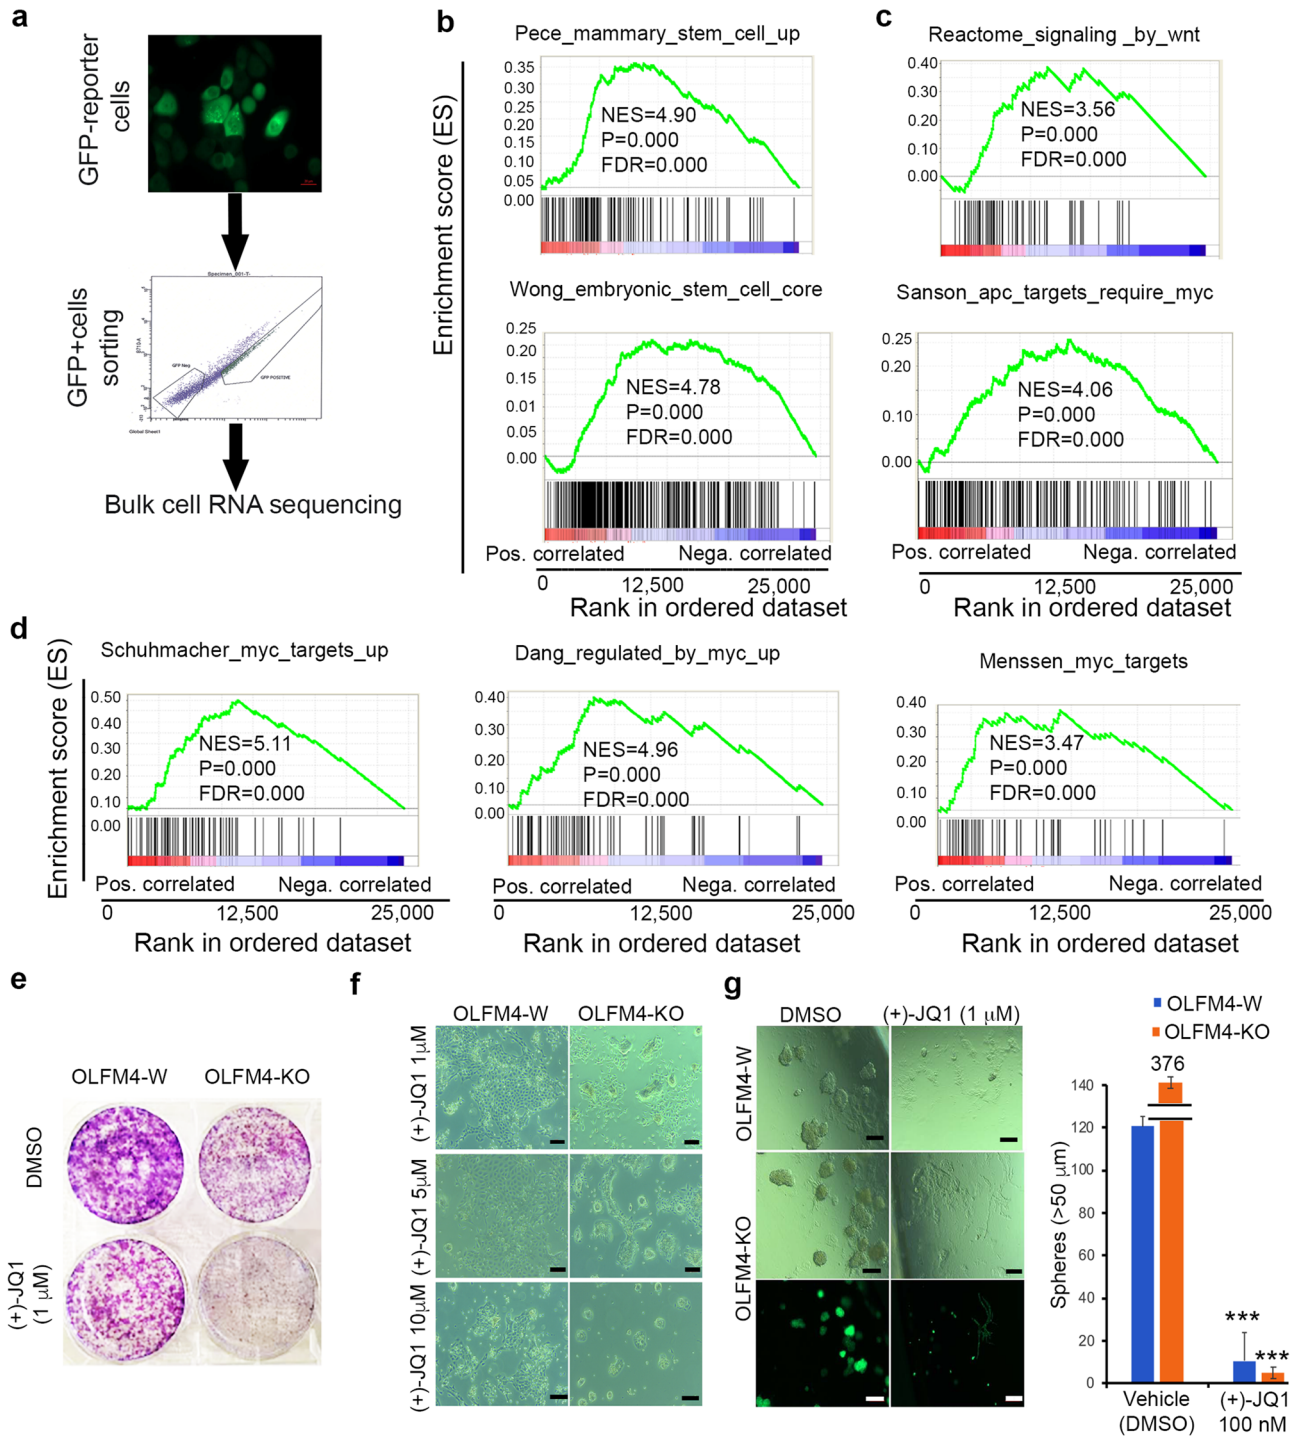 a
GFP-reporter
cells
Specimen_001-T-
GFP Neg
GFP POSITIVE
Global Sheet1
GFP+cells
sorting
Bulk cell RNA sequencing
b
Enrichment score (ES)
Pece_mammary_stem_cell_up
0.35
0.30
0.25
0.20
0.15
0.10
0.05
0.00
NES=4.90
P=0.000
FDR=0.000
Wong_embryonic_stem_cell_core
0.25
0.20
0.15
0.01
0.05
0.00
NES=4.78
P=0.000
FDR=0.000
Pos. correlated Nega. correlated
0 12,500 25,000
Rank in ordered dataset
c
Reactome_signaling _by_wnt
0.40
0.30
0.20
0.10
0.00
NES=3.56
P=0.000
FDR=0.000
Sanson_apc_targets_require_myc
0.25
0.20
0.10
0.00
NES=4.06
P=0.000
FDR=0.000
Pos. correlated Nega. correlated
0 12,500 25,000
Rank in ordered dataset
d
Enrichment score (ES)
Schuhmacher_myc_targets_up
0.50
0.40
0.30
0.20
0.10
0.00
NES=5.11
P=0.000
FDR=0.000
Pos. correlated Nega. correlated
0 12,500 25,000
Rank in ordered dataset
Dang_regulated_by_myc_up
0.40
0.30
0.20
0.10
0.00
NES=4.96
P=0.000
FDR=0.000
Pos. correlated Nega. correlated
0 12,500 25,000
Rank in ordered dataset
Menssen_myc_targets
0.40
0.30
0.20
0.10
0.00
NES=3.47
P=0.000
FDR=0.000
Pos. correlated Nega. correlated
0 12,500 25,000
Rank in ordered dataset
e
OLFM4-W OLFM4-KO
DMSO
(+)-JQ1
(1 μM)
f
OLFM4-W OLFM4-KO
(+)-JQ1 1μM
(+)-JQ1 5μM
(+)-JQ1 10μM
g
DMSO (+)-JQ1 (1 μM)
OLFM4-W
OLFM4-KO
OLFM4-W
OLFM4-KO
376
Spheres (>50 μm)
140
120
100
80
60
40
20
0
***
***
Vehicle
(DMSO)
(+)-JQ1
100 nM